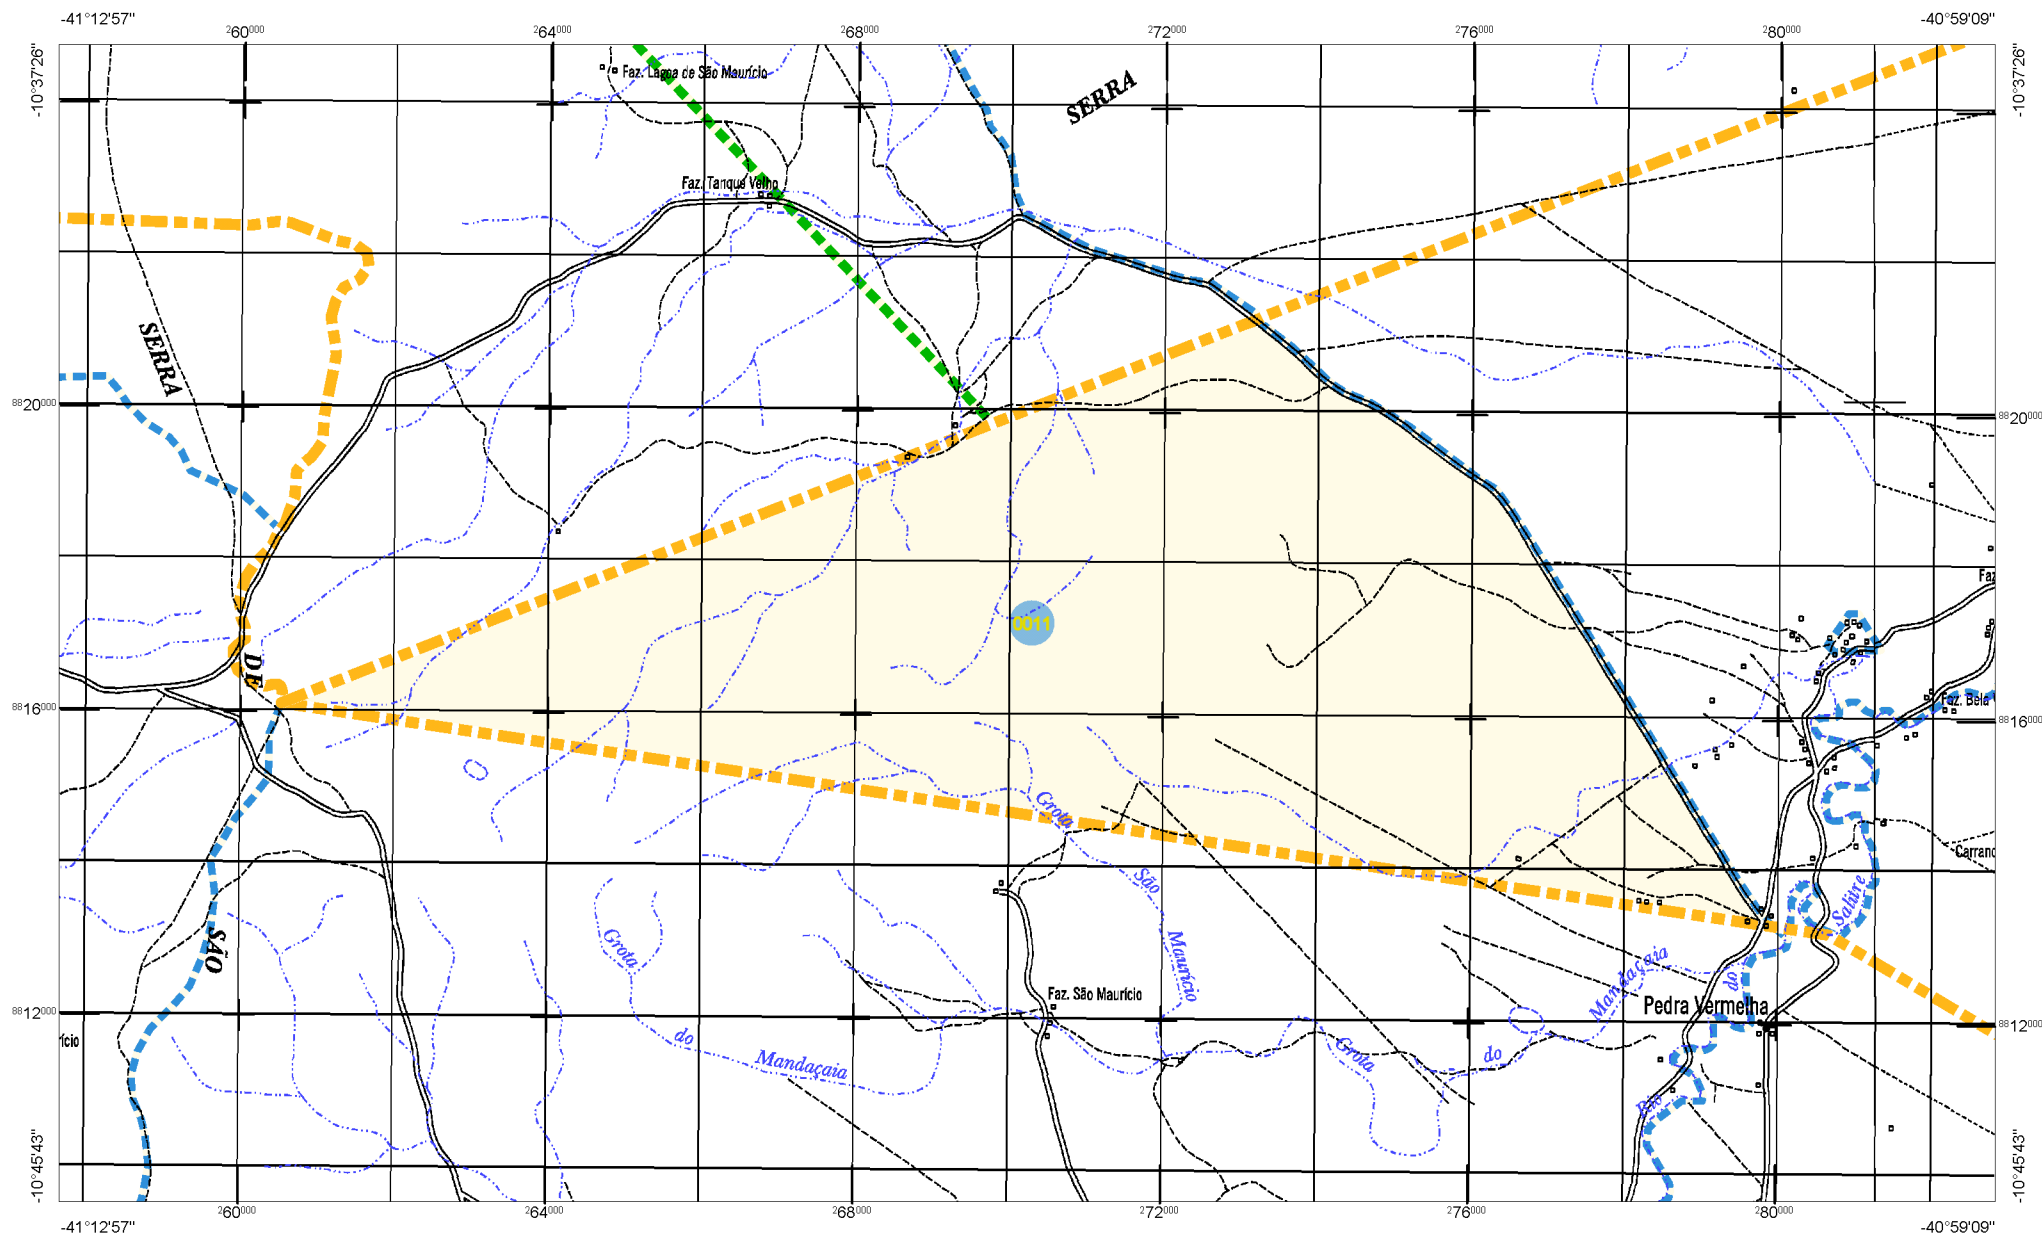 -41°12'57"
-40°59'09"
260000
264000
268000
272000
276000
280000
-10°37'26"
-10°37'26"
Faz. Lagoa de São Maurício
SERRA
Faz. Tanque Velho
SERRA
8820000
8820000
Faz
0011
DE
Faz. Bela
8816000
8816000
Grota
Carranc
São
Salitre
SÃO
Grota
Maurício
Mandaçaia
do
Faz. São Maurício
Pedra Vermelha
8812000
8812000
rício
do
Mandaçaia
Grota
do
Rio
-10°45'43"
-10°45'43"
260000
264000
268000
272000
276000
280000
-41°12'57"
-40°59'09"